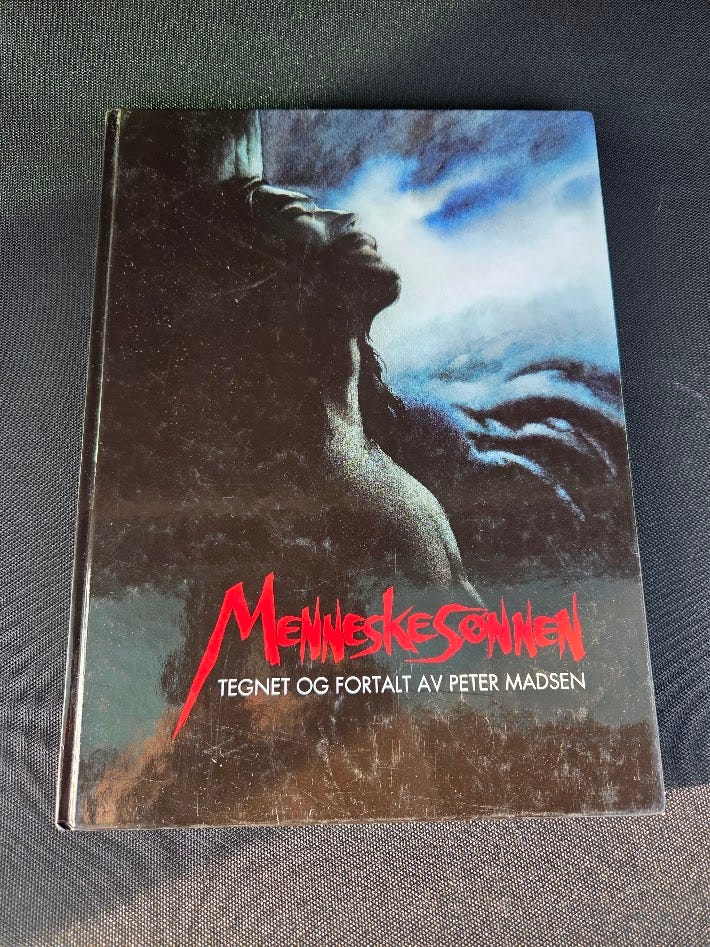 MENNESKESØNNEN
TEGNET OG FORTALT AV PETER MADSEN